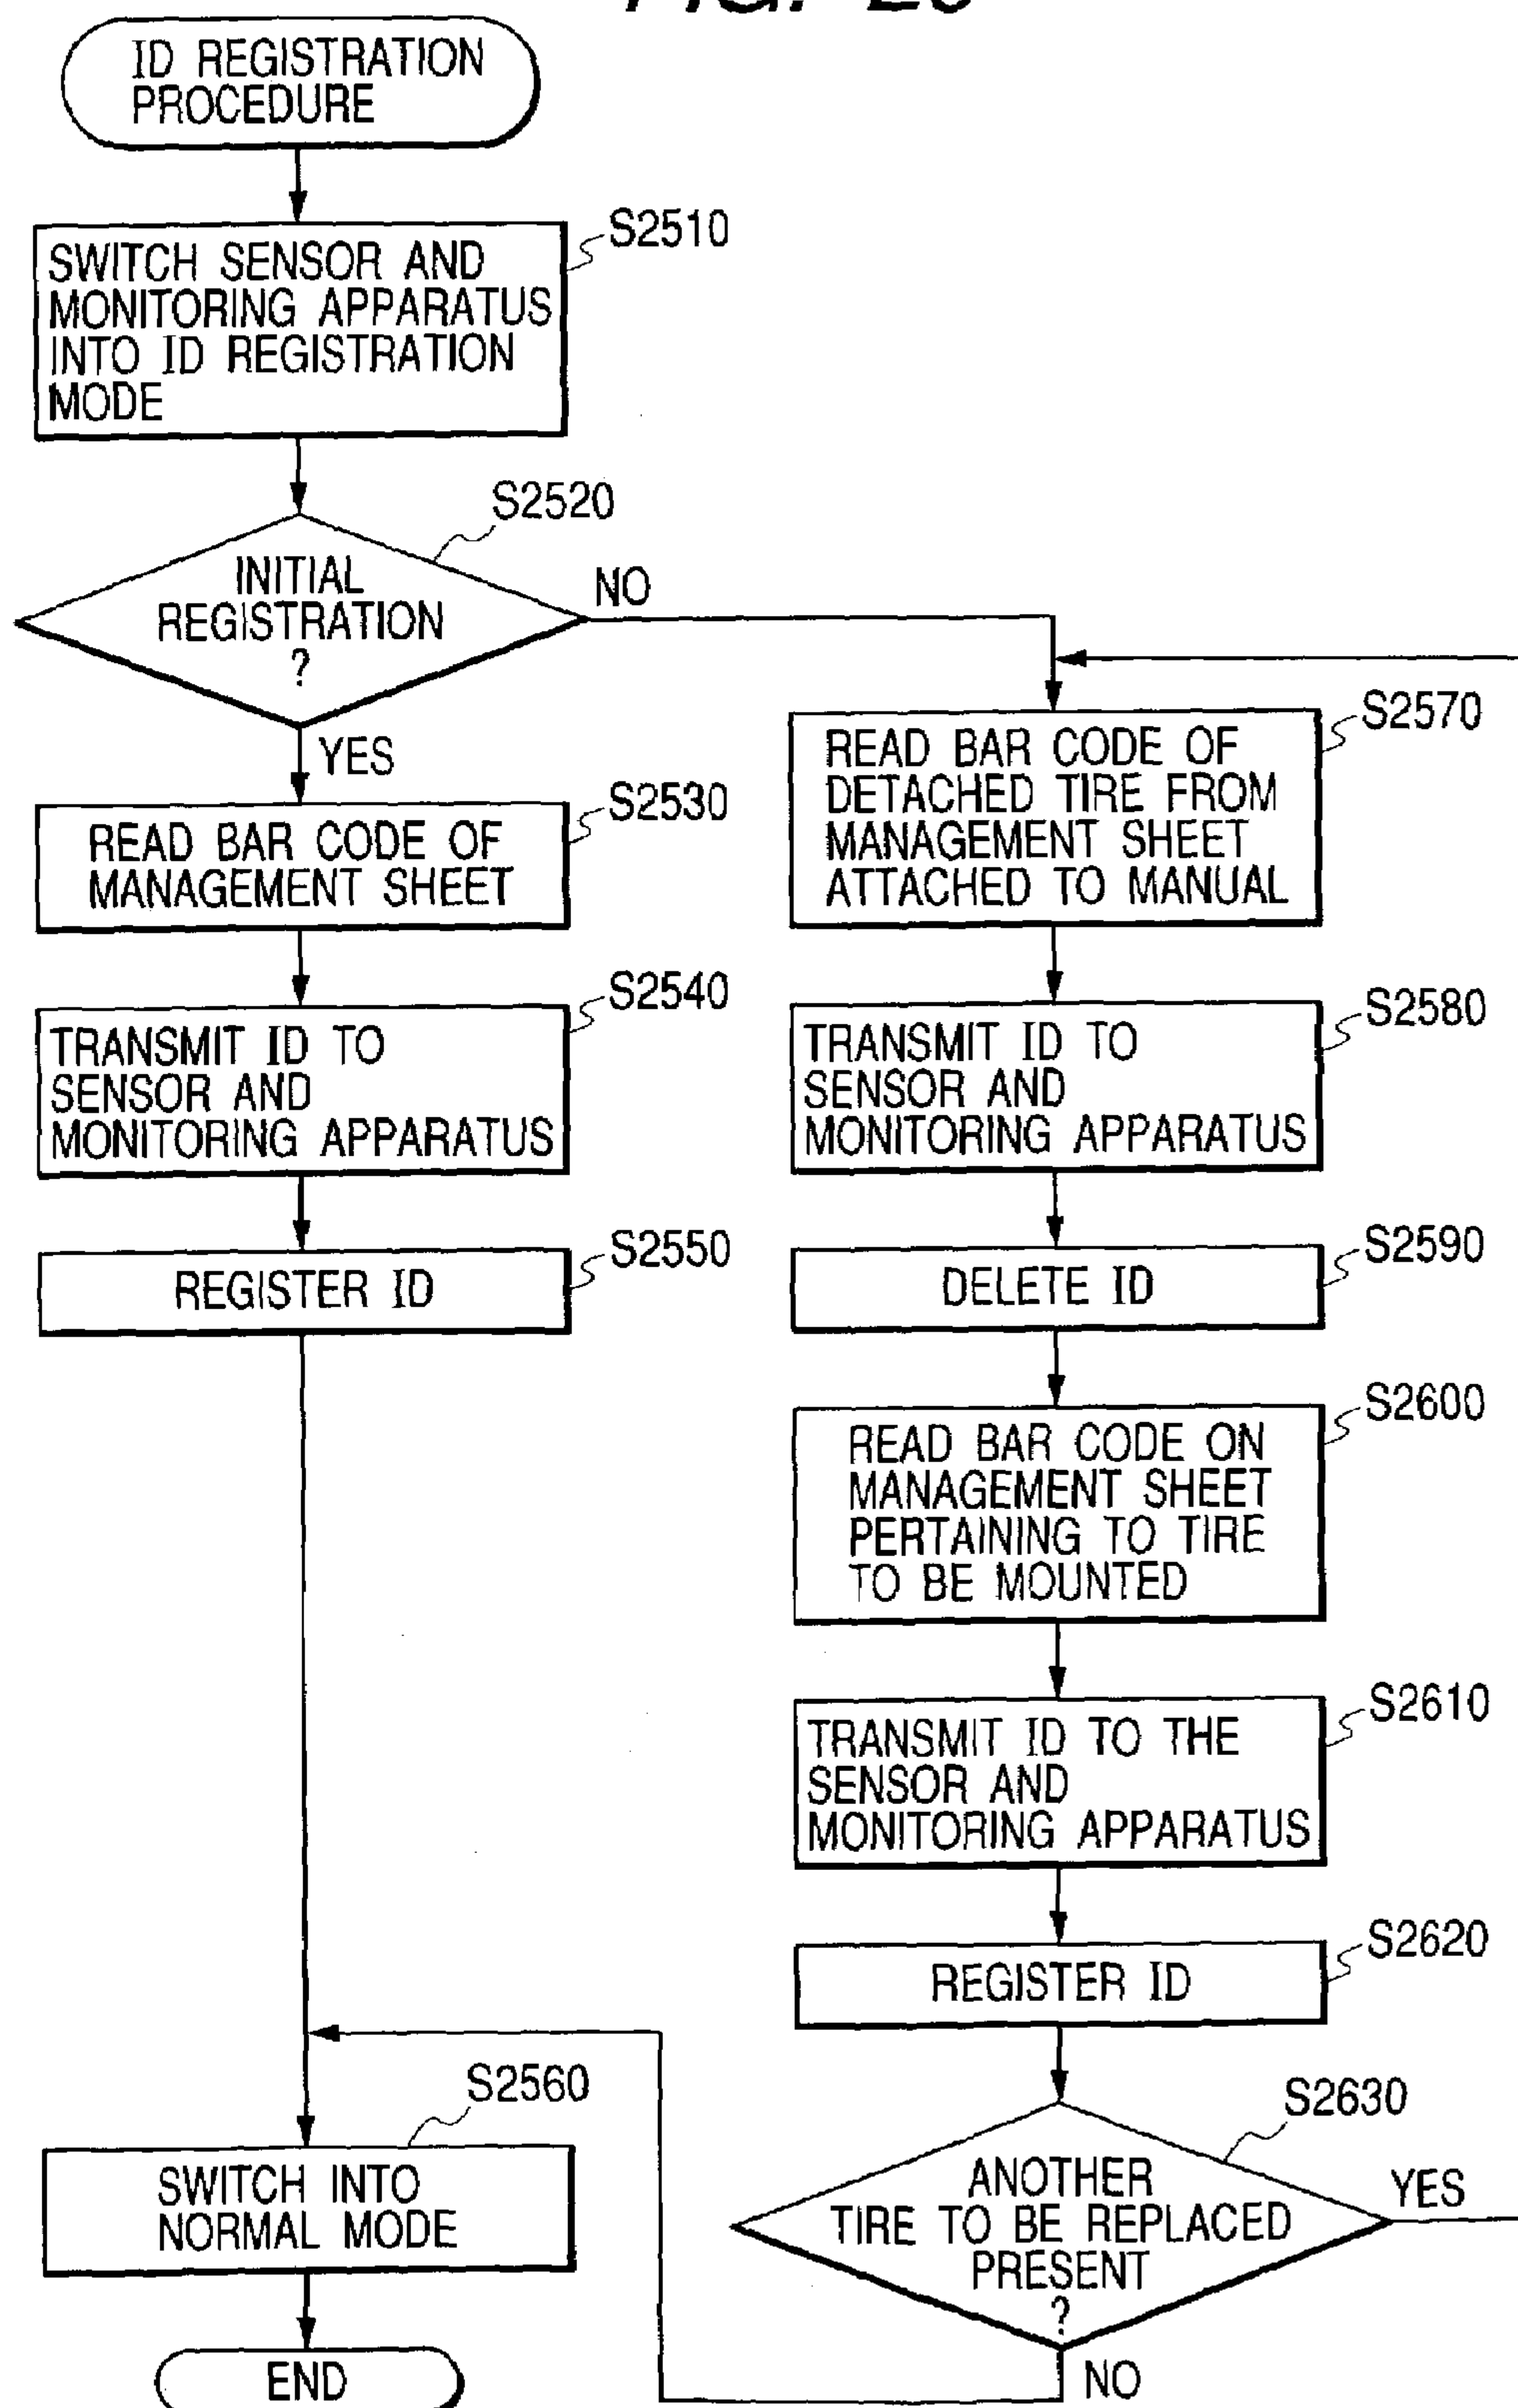 ID REGISTRATION
PROCEDURE
S2510
SWITCH SENSOR AND
MONITORING APPARATUS
INTO ID REGISTRATION
MODE
S2520
INITIAL
REGISTRATION
?
NO
YES
S2530
READ BAR CODE OF
MANAGEMENT SHEET
S2540
TRANSMIT ID TO
SENSOR AND
MONITORING APPARATUS
S2550
REGISTER ID
S2570
READ BAR CODE OF
DETACHED TIRE FROM
MANAGEMENT SHEET
ATTACHED TO MANUAL
S2580
TRANSMIT ID TO
SENSOR AND
MONITORING APPARATUS
S2590
DELETE ID
S2600
READ BAR CODE ON
MANAGEMENT SHEET
PERTAINING TO TIRE
TO BE MOUNTED
S2610
TRANSMIT ID TO THE
SENSOR AND
MONITORING APPARATUS
S2620
REGISTER ID
S2630
ANOTHER
TIRE TO BE REPLACED
PRESENT
?
YES
NO
S2560
SWITCH INTO
NORMAL MODE
END